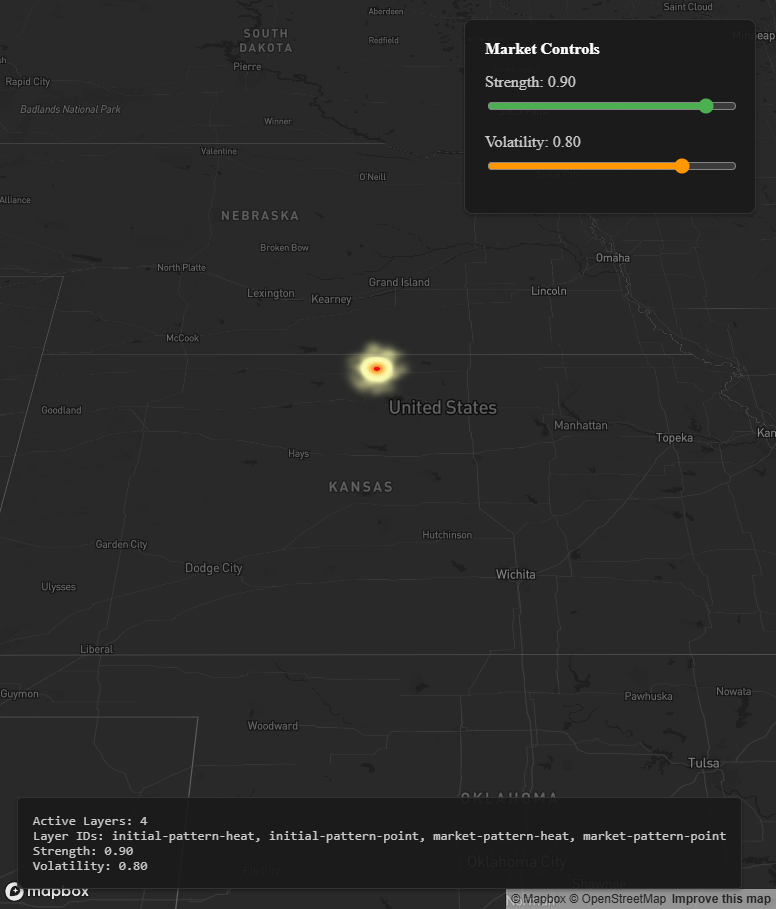 Aberdeen
Saint Cloud
SOUTH
DAKOTA
Redfield
Pierre
Rapid City
Badlands National Park
Winner
Valentine
O'Neill
Alliance
NEBRASKA
Broken Bow
North Platte
Grand Island
Lexington
Kearney
Lincoln
Omaha
McCook
Market Controls
Strength: 0.90
Volatility: 0.80
Goodland
United States
Manhattan
Topeka
Kan
Hays
KANSAS
Hutchinson
Garden City
Dodge City
Wichita
Ulysses
Liberal
Guymon
Pawhuska
Nowata
Woodward
Tulsa
OKLAHOMA
Active Layers: 4
Layer IDs: initial-pattern-heat, initial-pattern-point, market-pattern-heat, market-pattern-point
Strength: 0.90
Volatility: 0.80
Oklahoma City
Shawnee
mapbox
© Mapbox © OpenStreetMap Improve this map